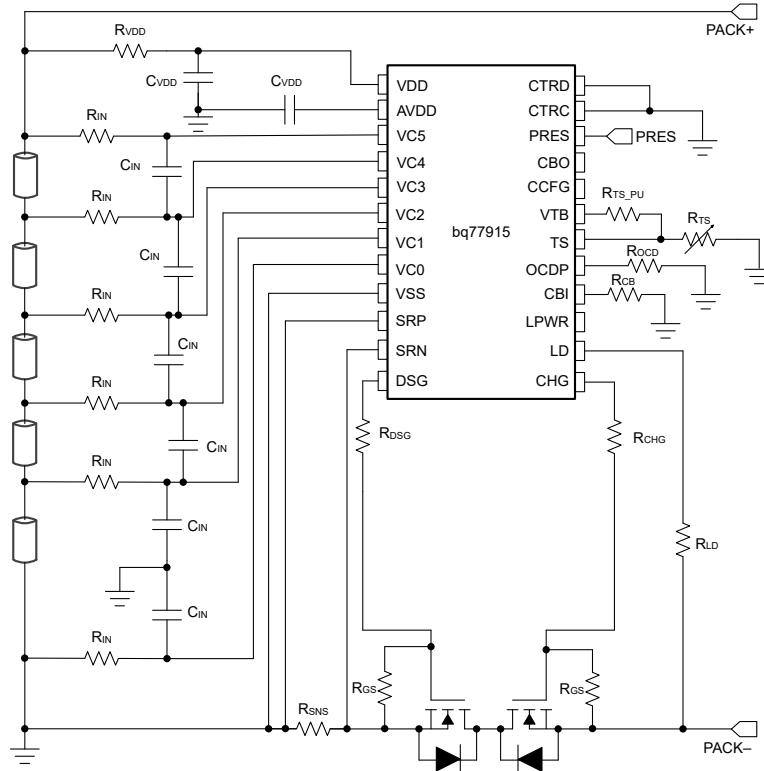 PACK+
RVDD
CVDD
CVDD
VDD
CTRD
AVDD
CTRC
RIN
VC5
PRES
PRES
CIN
VC4
CBO
VC3
CCFG
RIN
VC2
VTB
RTS_PU
RTS
bq77915
VC1
TS
CIN
VC0
OCDP
ROCD
RIN
VSS
CBI
RCB
SRP
LPWR
CIN
SRN
LD
RIN
DSG
CHG
RDSG
RCHG
CIN
RIN
CIN
RLD
CIN
RIN
RGS
RGS
RSNS
PACK–